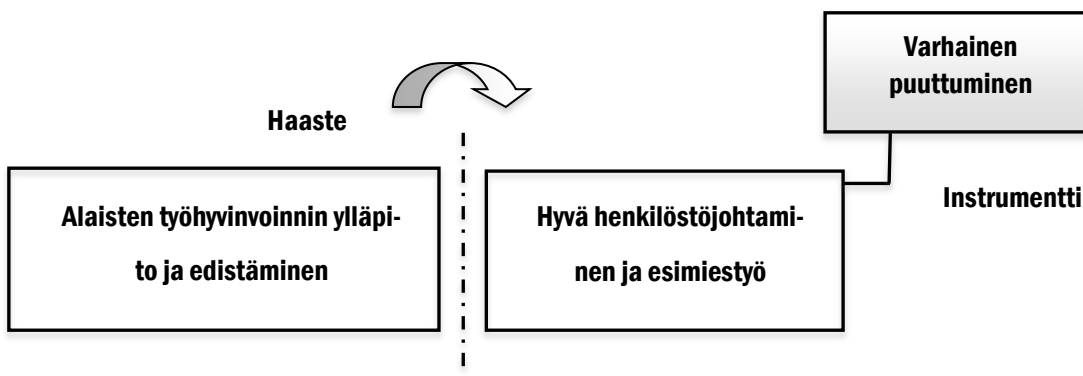 Varhainen
puuttuminen
Haaste
Instrumentti
Alaisten työhyvinvoinnin ylläpi-
to ja edistäminen
Hyvä henkilöstöjohtami-
nen ja esimiestyö